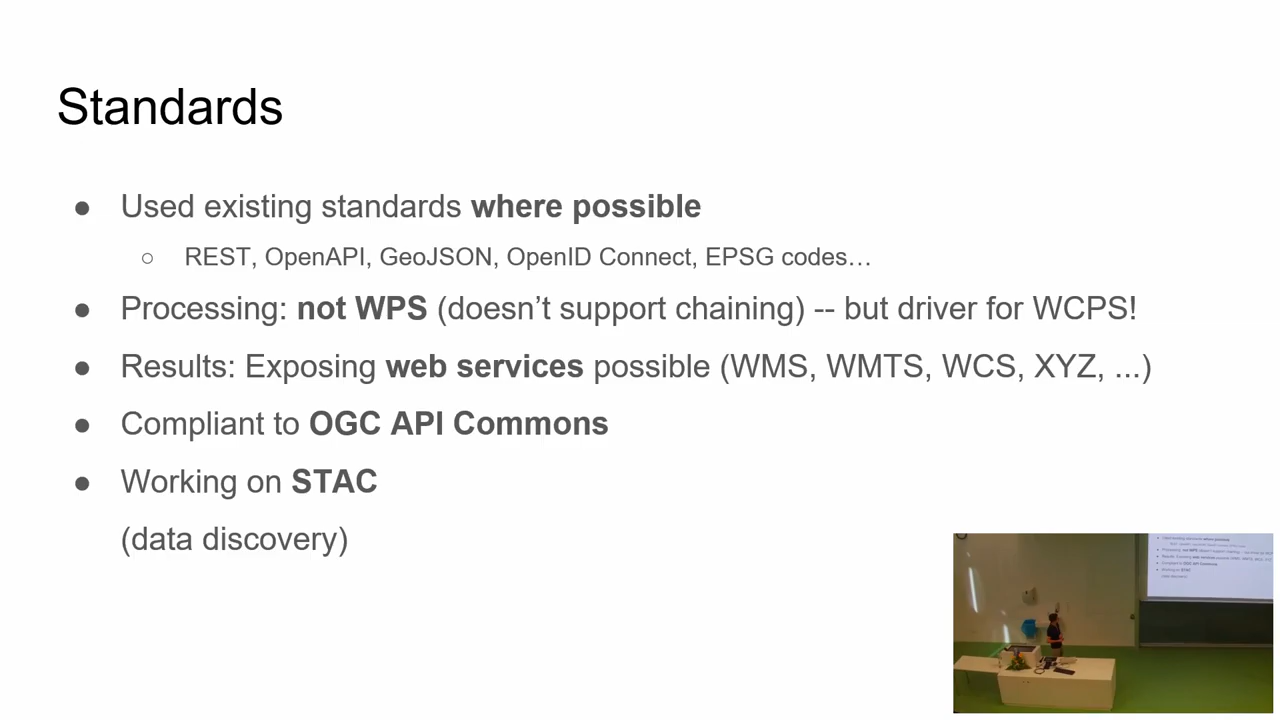 Standards
● Used existing standards where possible
○ REST, OpenAPI, GeoJSON, OpenID Connect, EPSG codes…
● Processing: not WPS (doesn’t support chaining) -- but driver for WCPS!
● Results: Exposing web services possible (WMS, WMTS, WCS, XYZ, ...)
● Compliant to OGC API Commons
● Working on STAC
(data discovery)